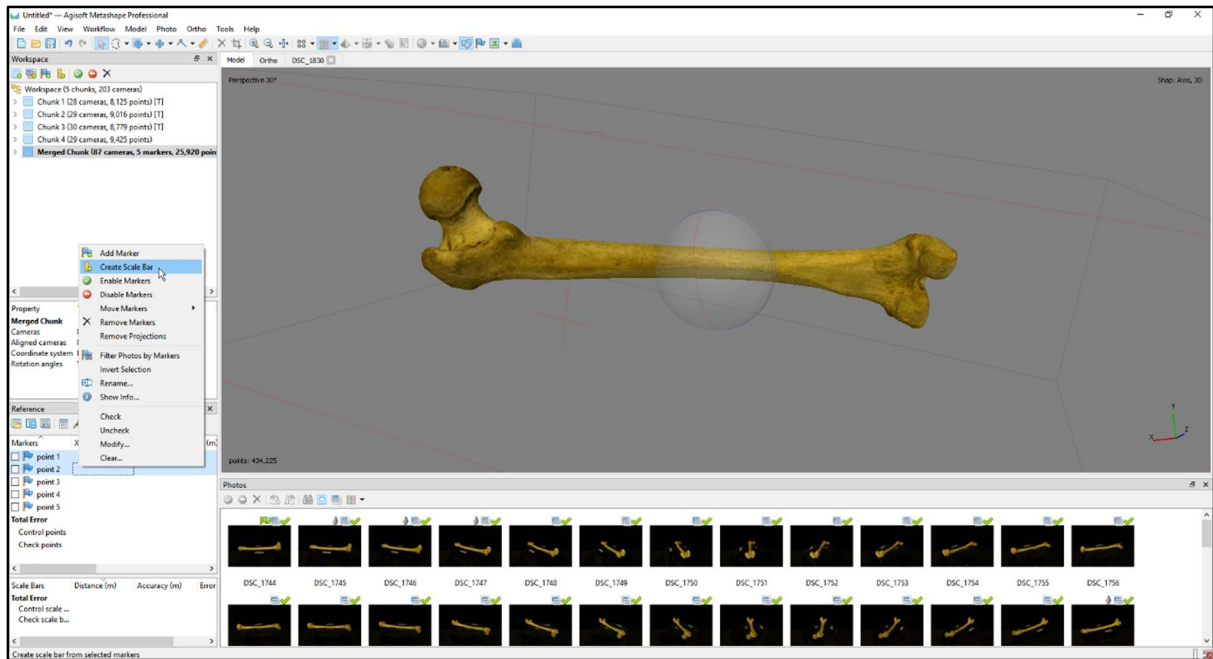 Untitled* — Agisoft Metashape Professional
File Edit View Workflow Model Photo Ortho Tools Help
Workspace
Model Ortho DSC_1830
Perspective 30°
Snap: Axis, 3D
Workspace (5 chunks, 203 cameras)
Chunk 1 (28 cameras, 8,125 points) [T]
Chunk 2 (29 cameras, 9,016 points) [T]
Chunk 3 (30 cameras, 8,779 points) [T]
Chunk 4 (29 cameras, 9,425 points)
Merged Chunk (87 cameras, 5 markers, 25,920 poin
Add Marker
Create Scale Bar
Enable Markers
Disable Markers
Move Markers
Remove Markers
Remove Projections
Filter Photos by Markers
Invert Selection
Rename...
Show Info...
Check
Uncheck
Modify...
Clear...
Property
Merged Chunk
Cameras
Aligned cameras
Coordinate system
Rotation angles
Reference
Markers X (m)
point 1
point 2
point 3
point 4
point 5
Total Error
Control points
Check points
Scale Bars Distance (m) Accuracy (m) Error
Total Error
Control scale ...
Check scale b...
Create scale bar from selected markers
Y
X
Z
points: 434,225
Photos
DSC_1744 DSC_1745 DSC_1746 DSC_1747 DSC_1748 DSC_1749 DSC_1750 DSC_1751 DSC_1752 DSC_1753 DSC_1754 DSC_1755 DSC_1756